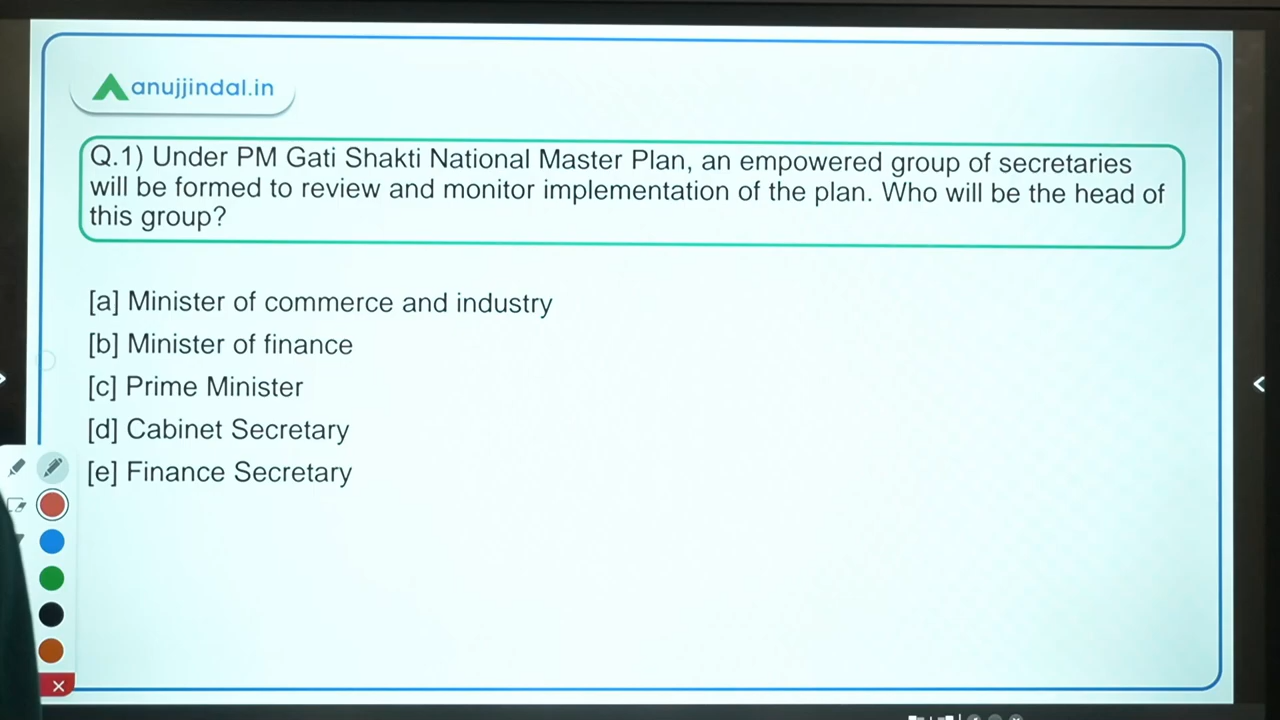 anujjindal.in
Q.1) Under PM Gati Shakti National Master Plan, an empowered group of secretaries
will be formed to review and monitor implementation of the plan. Who will be the head of
this group?
[a] Minister of commerce and industry
[b] Minister of finance
[c] Prime Minister
[d] Cabinet Secretary
[e] Finance Secretary